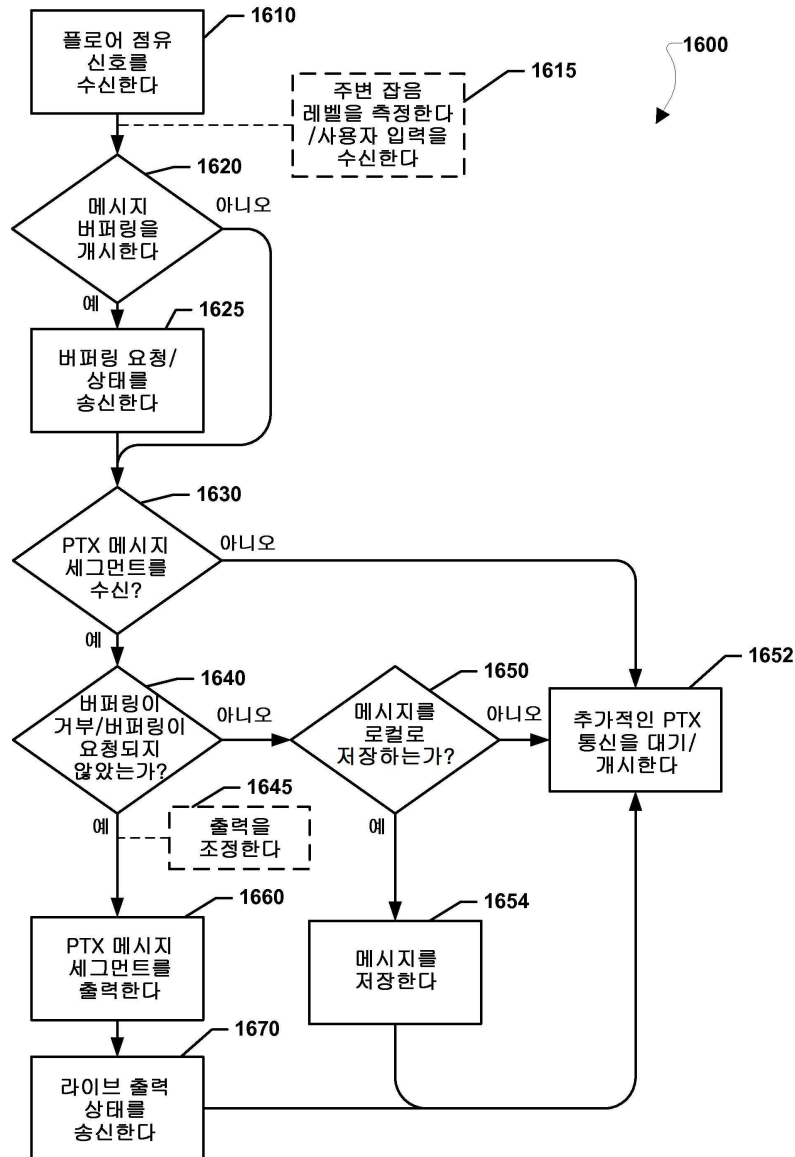 1610
플로어 점유
신호를
수신한다
1600
1615
주변 잡음
레벨을 측정한다
/사용자 입력을
수신한다
1620
메시지
버퍼링을
개시한다
아니오
예
1625
버퍼링 요청/
상태를
송신한다
1630
PTX 메시지
세그먼트를
수신?
아니오
예
1640
버퍼링이
거부/버퍼링이
요청되지
않았는가?
아니오
1650
메시지를
로컬로
저장하는가?
아니오
1652
추가적인 PTX
통신을 대기/
개시한다
예
1645
출력을
조정한다
예
1660
PTX 메시지
세그먼트를
출력한다
1654
메시지를
저장한다
1670
라이브 출력
상태를
송신한다